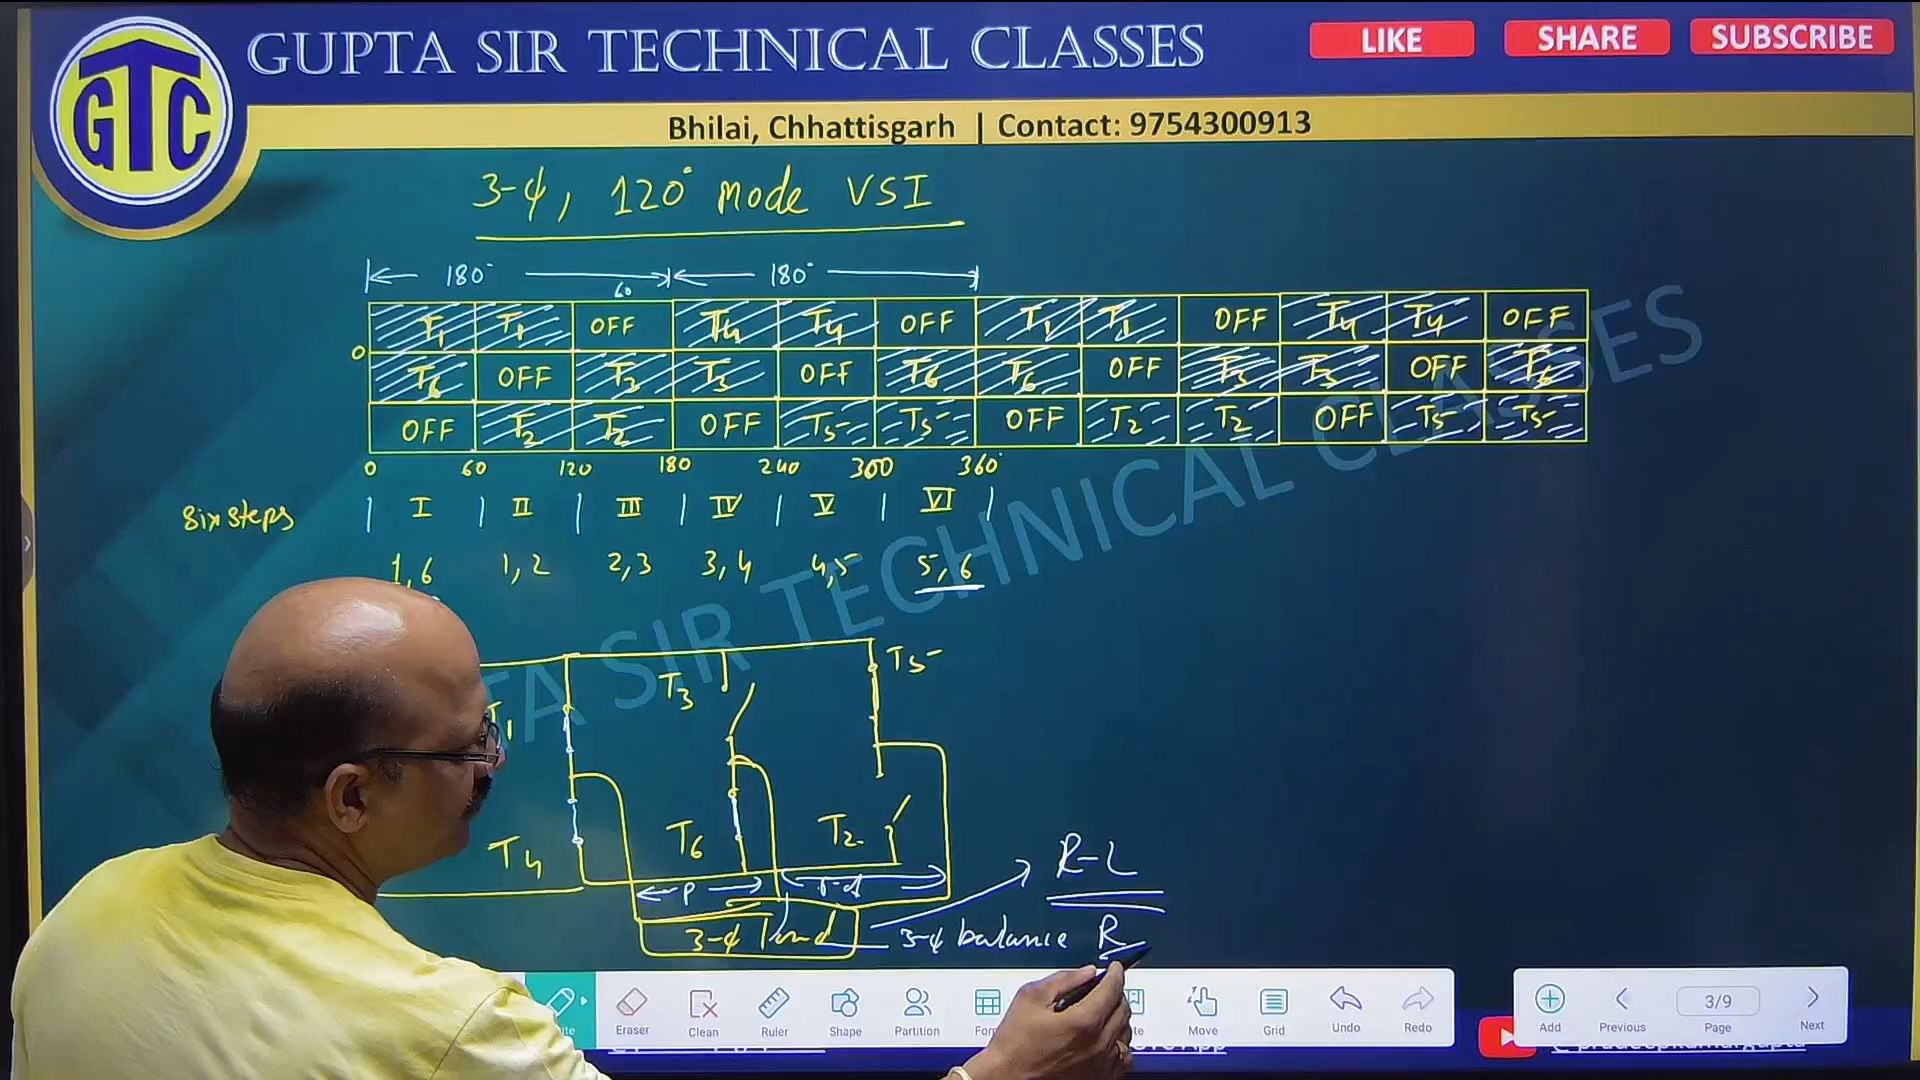 GTC
GUPTA SIR TECHNICAL CLASSES
LIKE
SHARE
SUBSCRIBE
Bhilai, Chhattisgarh | Contact: 9754300913
3-ϕ, 120° mode VSI
180° 180°
60
T1 T1 OFF T4 T4 OFF T1 T1 OFF T4 T4 OFF
0
T6 OFF T3 T3 OFF T6 T6 OFF T3 T3 OFF T6
OFF T2 T2 OFF T5 T5 OFF T2 T2 OFF T5 T5
0 60 120 180 240 300 360°
six steps | I | II | III | IV | V | VI |
1,6 1,2 2,3 3,4 4,5 5,6
TA SIR TECHNICAL CLASSES
T1 T3 T5
T4 T6 T2
P
R-L
3-ϕ Load 3-ϕ balance R
Eraser Clean Ruler Shape Partition Move Grid Undo Redo
Add Previous 3/9 Page Next